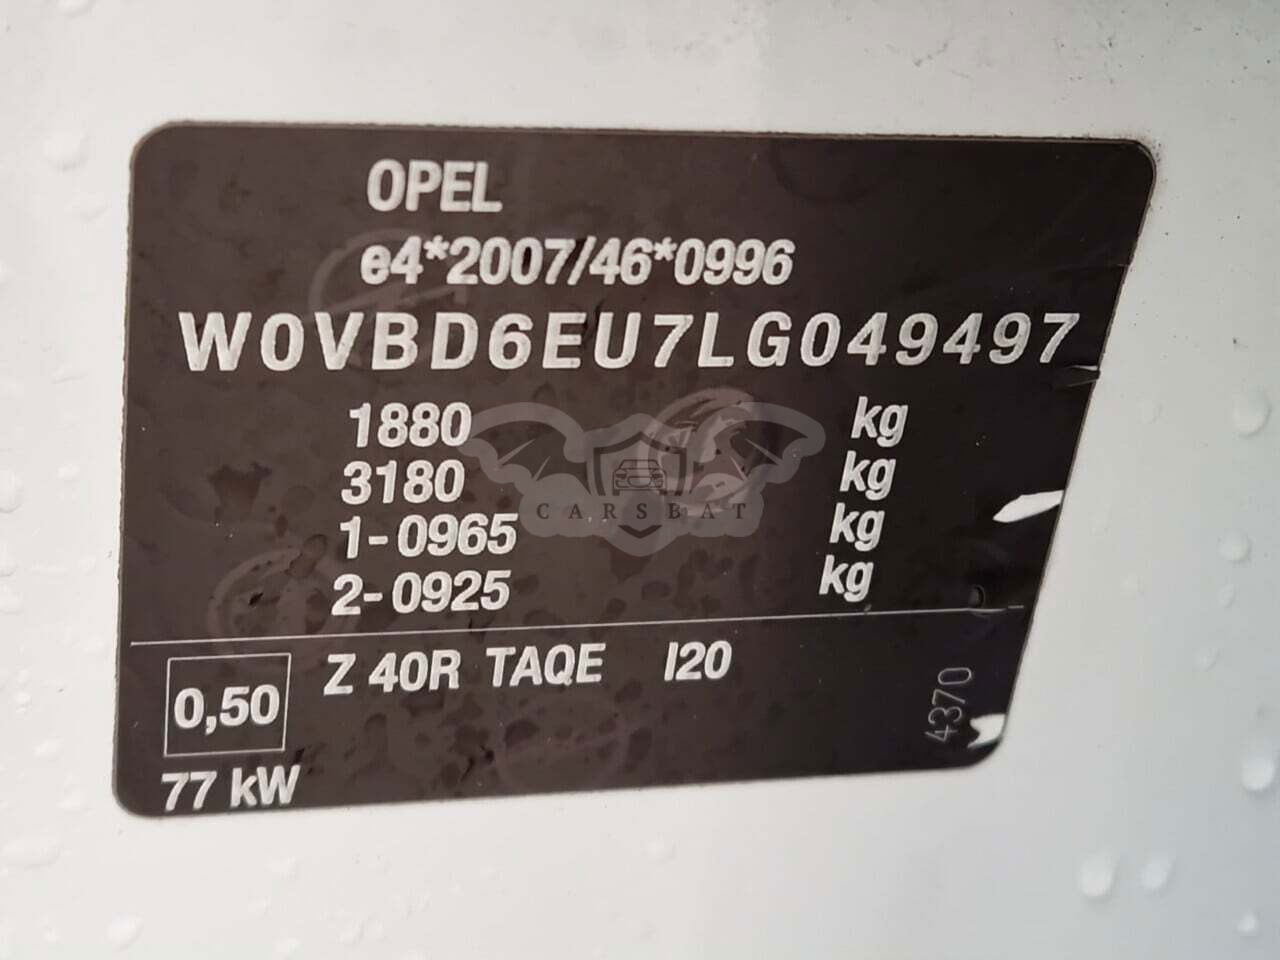 OPEL
e4*2007/46*0996
W0VBD6EU7LG049497
1880 kg
3180 kg
1-0965 kg
2-0925 kg
CARSBAT
Z 40R TAQE I20
0,50
77 kW
4370